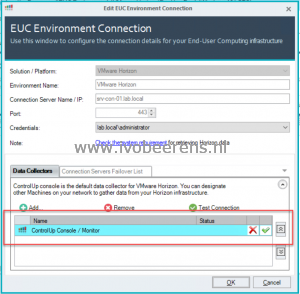 Edit EUC Environment Connection
EUC Environment Connection
Use this window to configure the connection details for your End-User Computing infrastructure
Solution / Platform: VMware Horizon
Environment Name: VMware Horizon
Connection Server Name / IP: srv-con-01.lab.local
Port: 443
Credentials: lab.local\administrator
Note: Check the system requirement for retrieving Horizon data
www.ivobeerens.nl
Data Collectors Connection Servers Failover List
ControlUp console is the default data collector for VMware Horizon. You can designate
other Machines on your network to gather data from your Horizon infrastructure.
Add... Remove Test Connection
Name Status
ControlUp Console / Monitor
OK Cancel